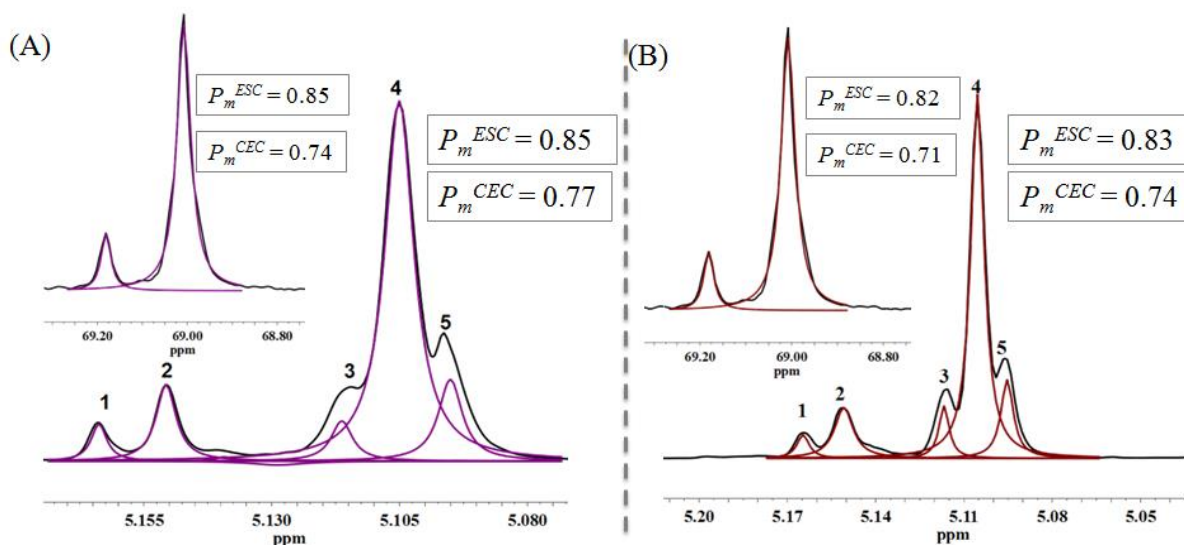 (A)
P_m^ESC = 0.85
P_m^CEC = 0.74
69.20 69.00 68.80
ppm
4
P_m^ESC = 0.85
P_m^CEC = 0.77
1 2 3 5
5.155 5.130 5.105 5.080
ppm
(B)
P_m^ESC = 0.82
P_m^CEC = 0.71
69.20 69.00 68.80
ppm
4
P_m^ESC = 0.83
P_m^CEC = 0.74
1 2 3 5
5.20 5.17 5.14 5.11 5.08 5.05
ppm